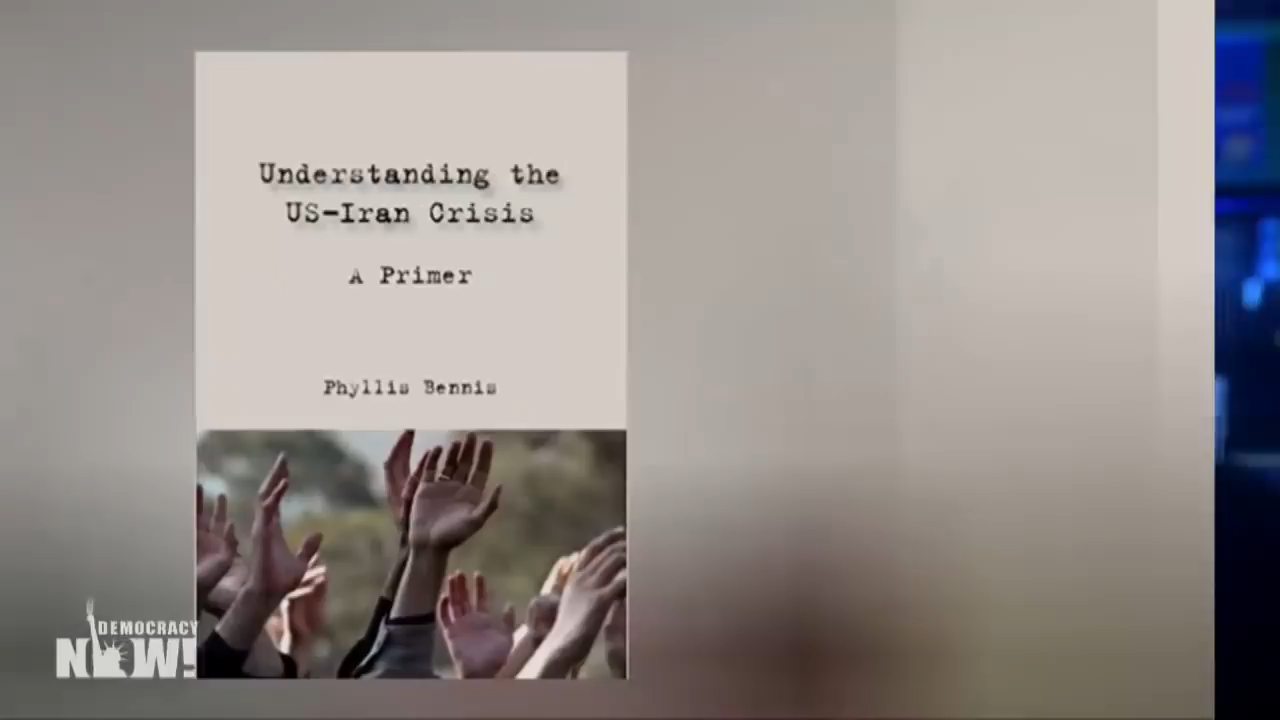 Understanding the
US-Iran Crisis
A Primer
Phyllis Bennis
DEMOCRACY
NOW!